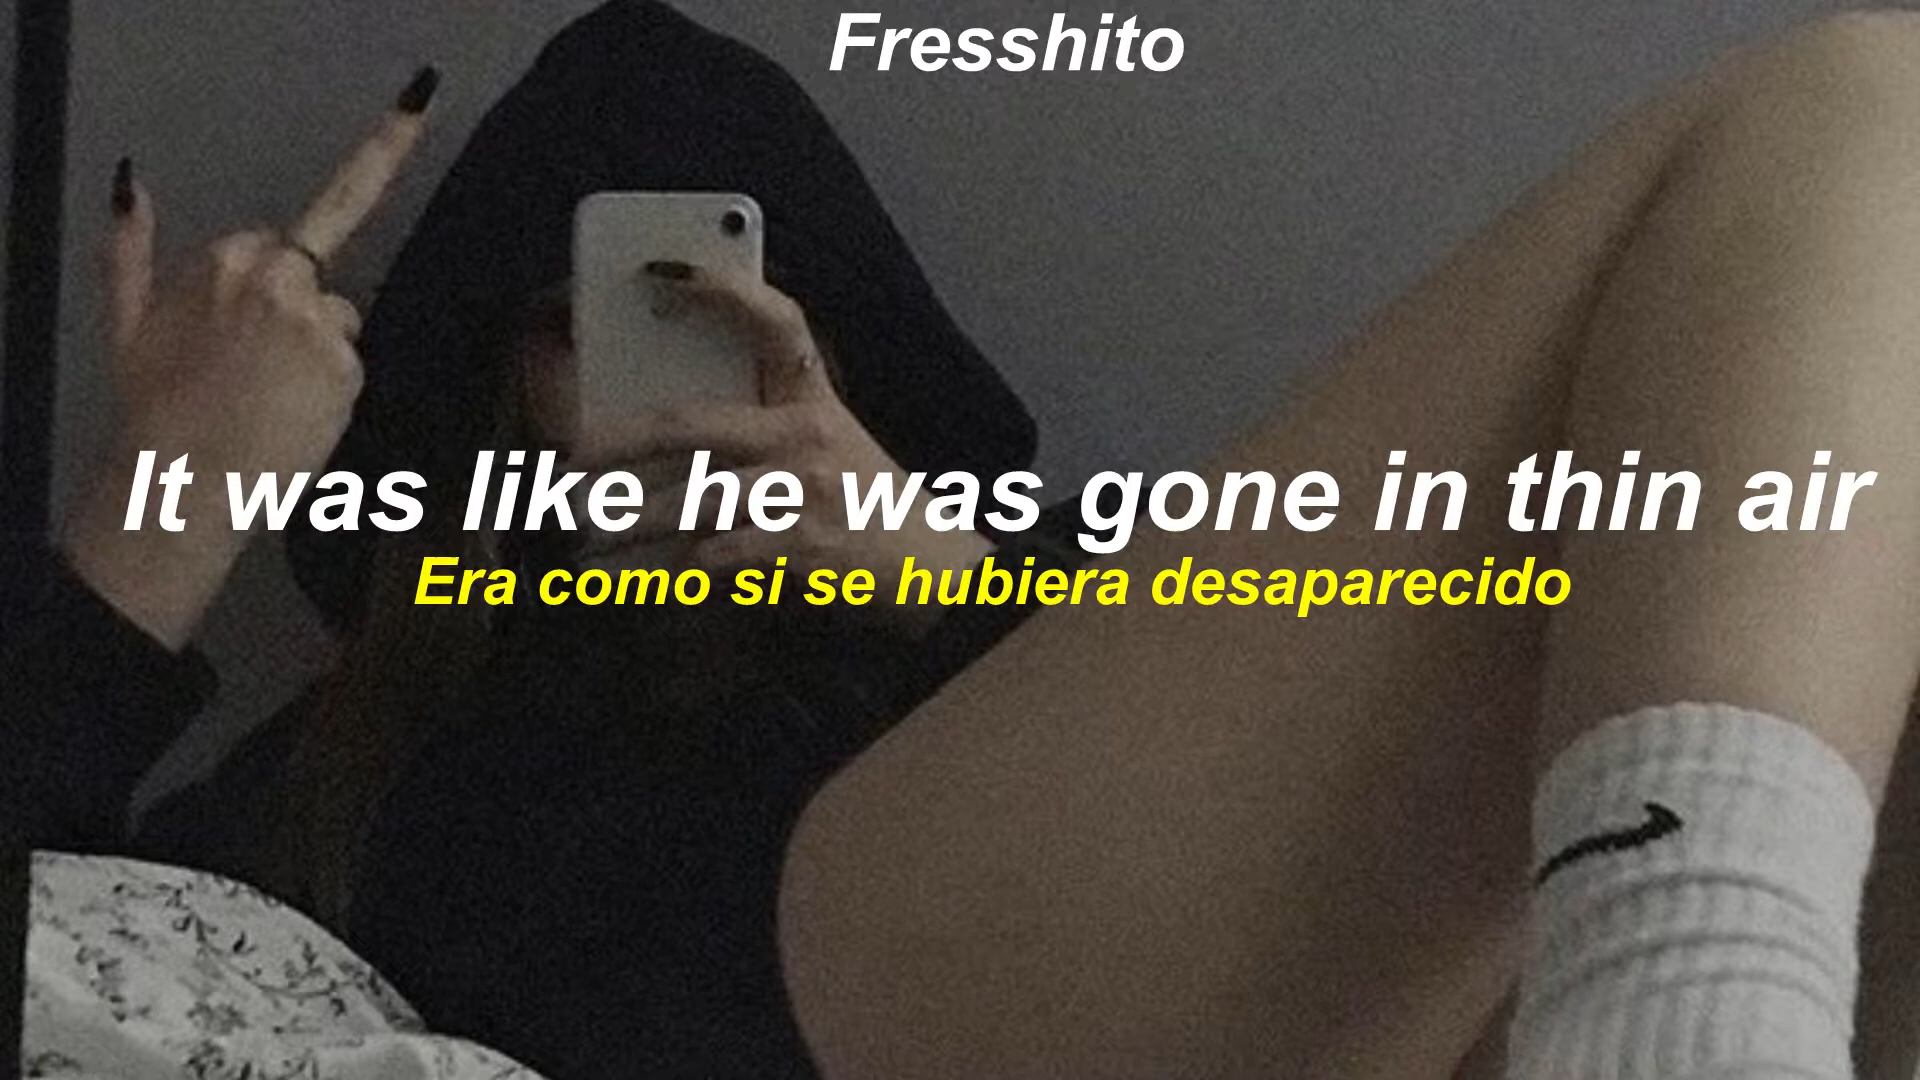 Fresshito
It was like he was gone in thin air
Era como si se hubiera desaparecido